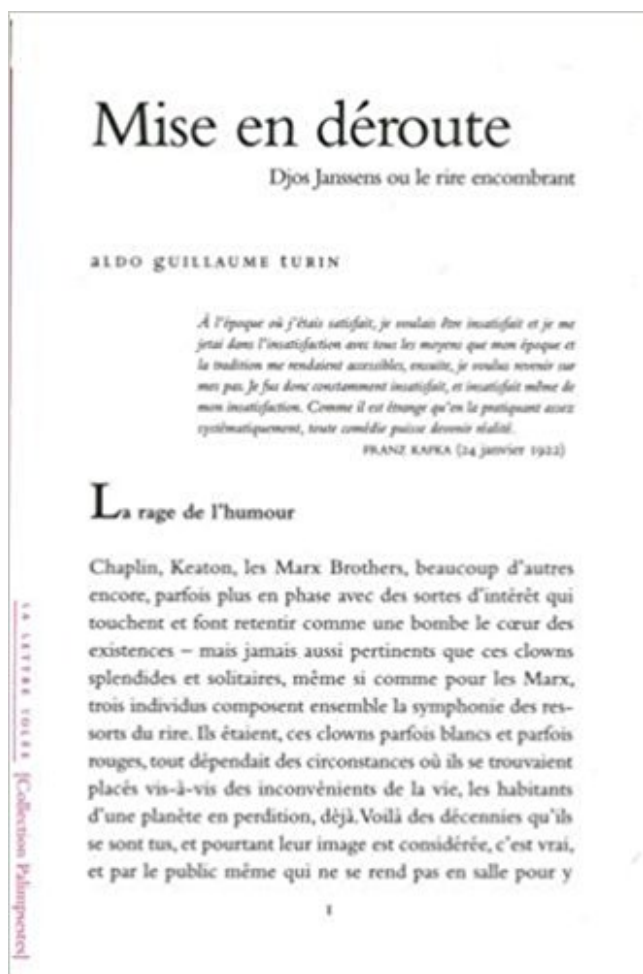 Mise en déroute
Djos Janssens ou le rire encombrant
aLDO gUILLAUME tURIN
À l'époque où j'étais satisfait, je voulais être insatisfait et je me
jetai dans l'insatisfaction avec tous les moyens que mon époque et
la tradition me rendaient accessibles, ensuite, je voulus revenir sur
mes pas. Je fus donc constamment insatisfait, et insatisfait même de
mon insatisfaction. Comme il est étrange qu'en la pratiquant assez
systématiquement, toute comédie puisse devenir réalité.
FRANZ KAFKA (24 janvier 1922)
La rage de l'humour
Chaplin, Keaton, les Marx Brothers, beaucoup d'autres
encore, parfois plus en phase avec des sortes d'intérêt qui
touchent et font retentir comme une bombe le cœur des
existences – mais jamais aussi pertinents que ces clowns
splendides et solitaires, même si comme pour les Marx,
trois individus composent ensemble la symphonie des res-
sorts du rire. Ils étaient, ces clowns parfois blancs et parfois
rouges, tout dépendait des circonstances où ils se trouvaient
placés vis-à-vis des inconvénients de la vie, les habitants
d'une planète en perdition, déjà. Voilà des décennies qu'ils
se sont tus, et pourtant leur image est considérée, c'est vrai,
et par le public même qui ne se rend pas en salle pour y
1
LA LETTRE VOLÉE [Collection Palimpsestes]